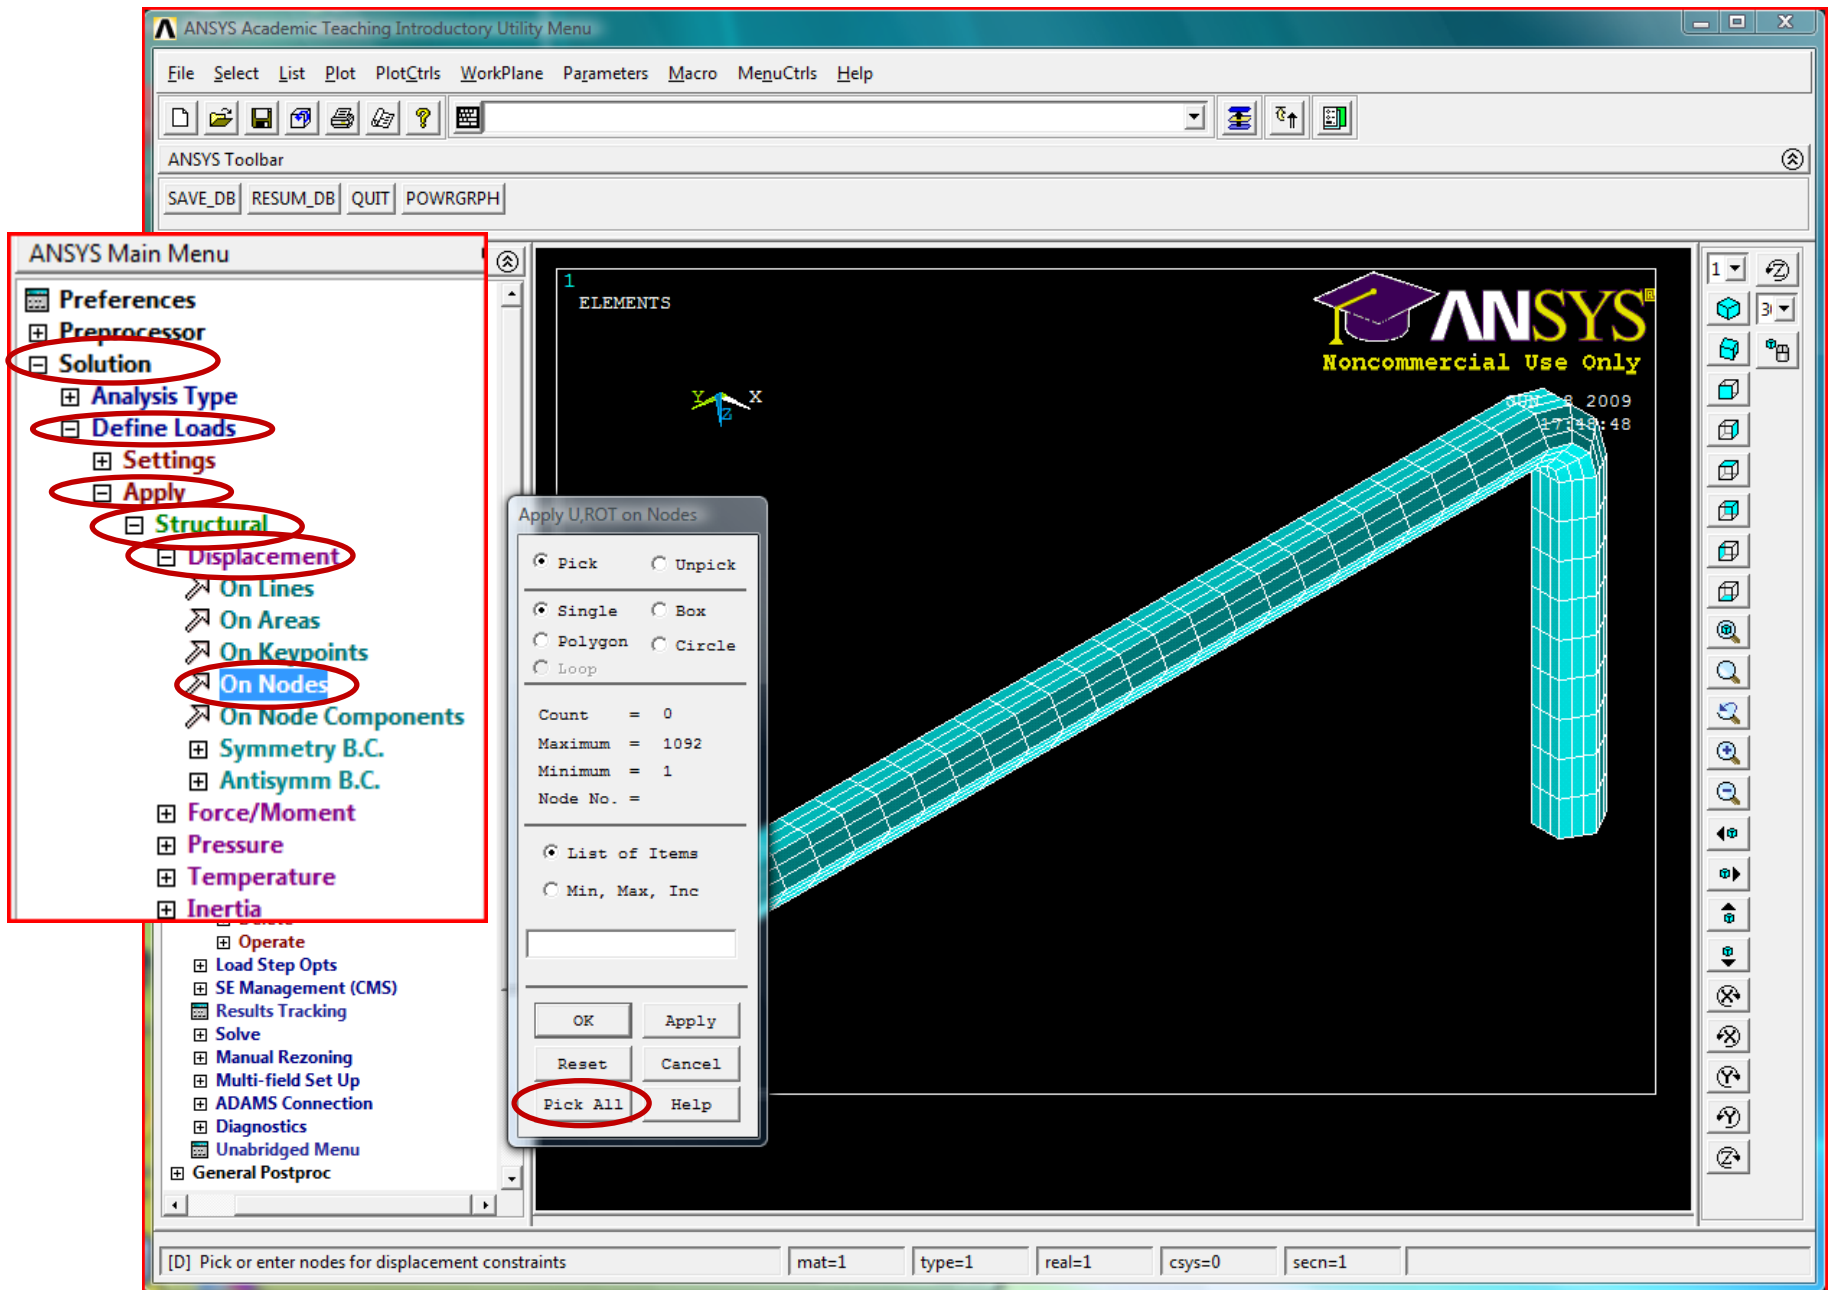 ANSYS Academic Teaching Introductory Utility Menu
File Select List Plot PlotCtrls WorkPlane Parameters Macro MenuCtrls Help
ANSYS Toolbar
SAVE_DB RESUM_DB QUIT POWRGRPH
ANSYS Main Menu
Preferences
Preprocessor
Solution
Analysis Type
Define Loads
Settings
Apply
Structural
Displacement
On Lines
On Areas
On Keypoints
On Nodes
On Node Components
Symmetry B.C.
Antisymm B.C.
Force/Moment
Pressure
Temperature
Inertia
Operate
Load Step Opts
SE Management (CMS)
Results Tracking
Solve
Manual Rezoning
Multi-field Set Up
ADAMS Connection
Diagnostics
Unabridged Menu
General Postproc
Apply U,ROT on Nodes
Pick Unpick
Single Box
Polygon Circle
Loop
Count = 0
Maximum = 1092
Minimum = 1
Node No. =
List of Items
Min, Max, Inc
OK Apply
Reset Cancel
Pick All Help
1
ELEMENTS
ANSYS®
Noncommercial Use Only
Y X
Z
JUN 8 2009
17:48:48
1
[D] Pick or enter nodes for displacement constraints
mat=1 type=1 real=1 csys=0 secn=1